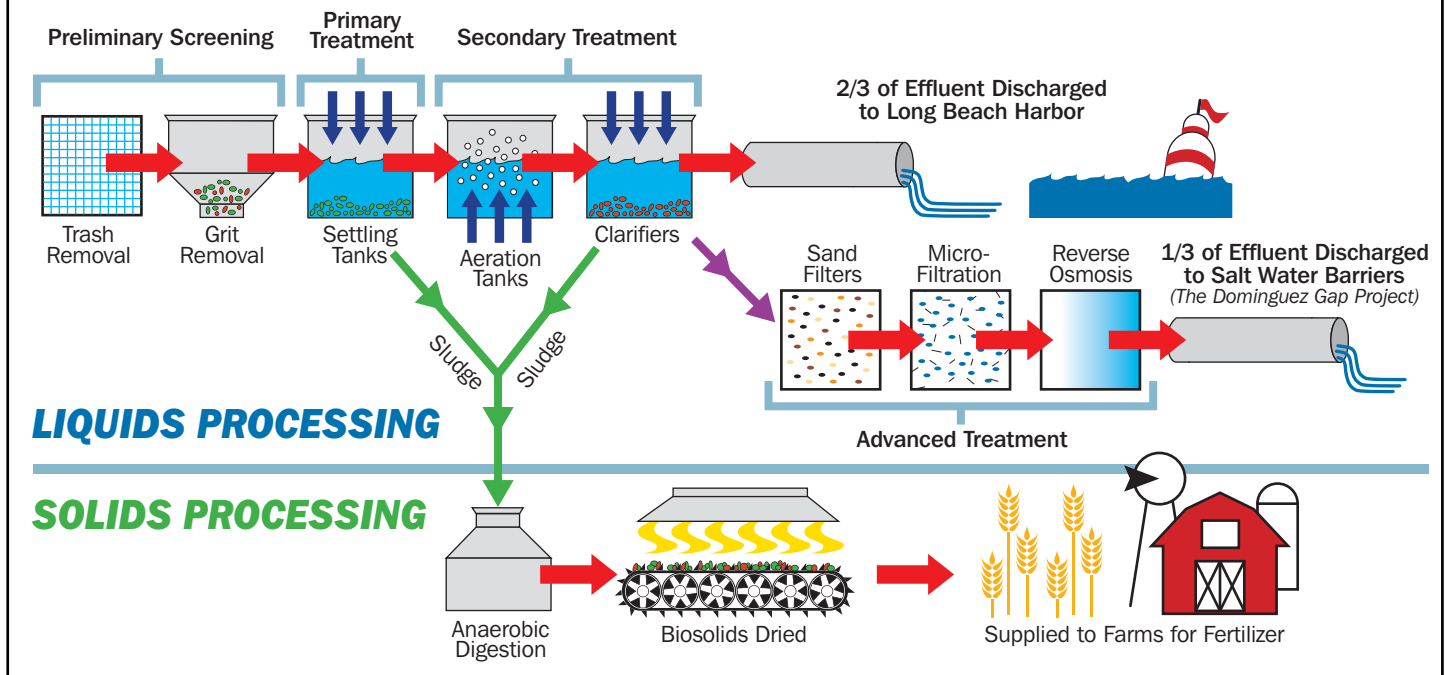 Preliminary Screening
Primary
Treatment
Secondary Treatment
2/3 of Effluent Discharged
to Long Beach Harbor
Trash
Removal
Grit
Removal
Settling
Tanks
Aeration
Tanks
Clarifiers
Sand
Filters
Micro-
Filtration
Reverse
Osmosis
1/3 of Effluent Discharged
to Salt Water Barriers
(The Dominguez Gap Project)
Sludge
Sludge
Advanced Treatment
LIQUIDS PROCESSING
SOLIDS PROCESSING
Anaerobic
Digestion
Biosolids Dried
Supplied to Farms for Fertilizer